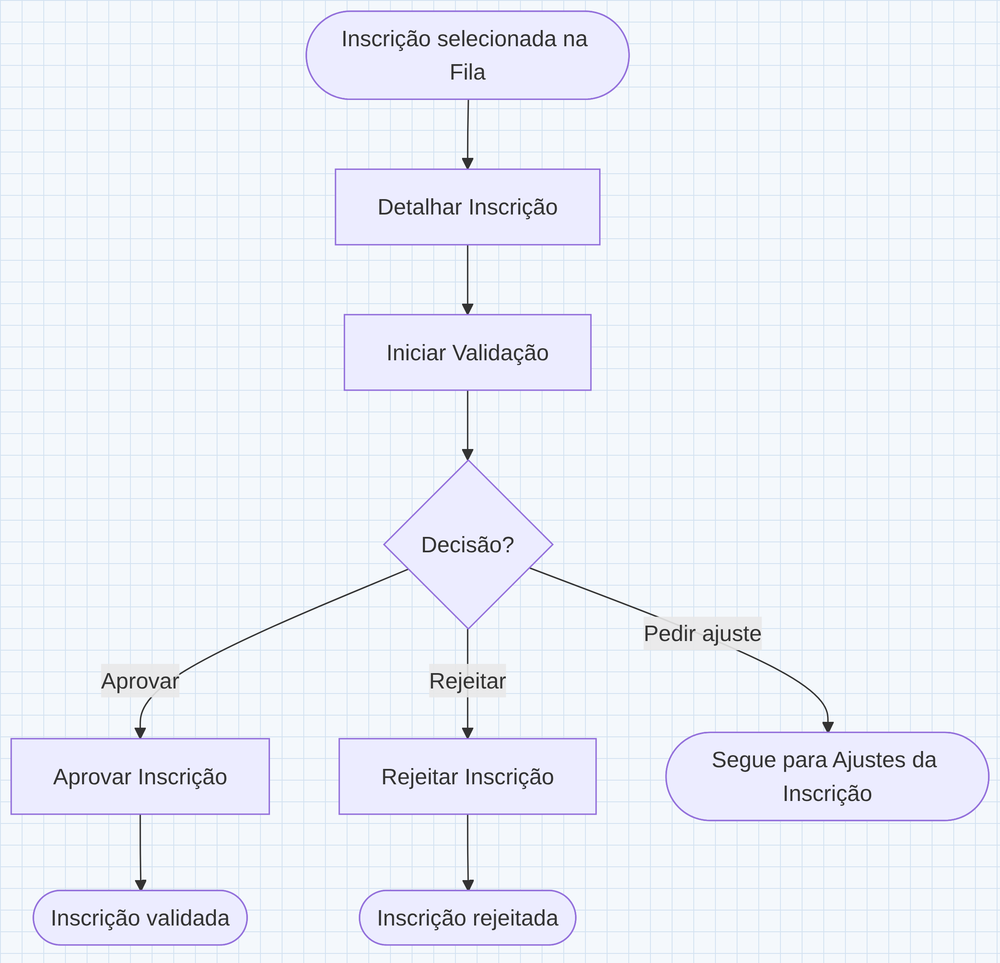 Inscrição selecionada na
Fila
Detalhar Inscrição
Iniciar Validação
Decisão?
Pedir ajuste
Aprovar
Rejeitar
Aprovar Inscrição
Rejeitar Inscrição
Segue para Ajustes da
Inscrição
Inscrição validada
Inscrição rejeitada